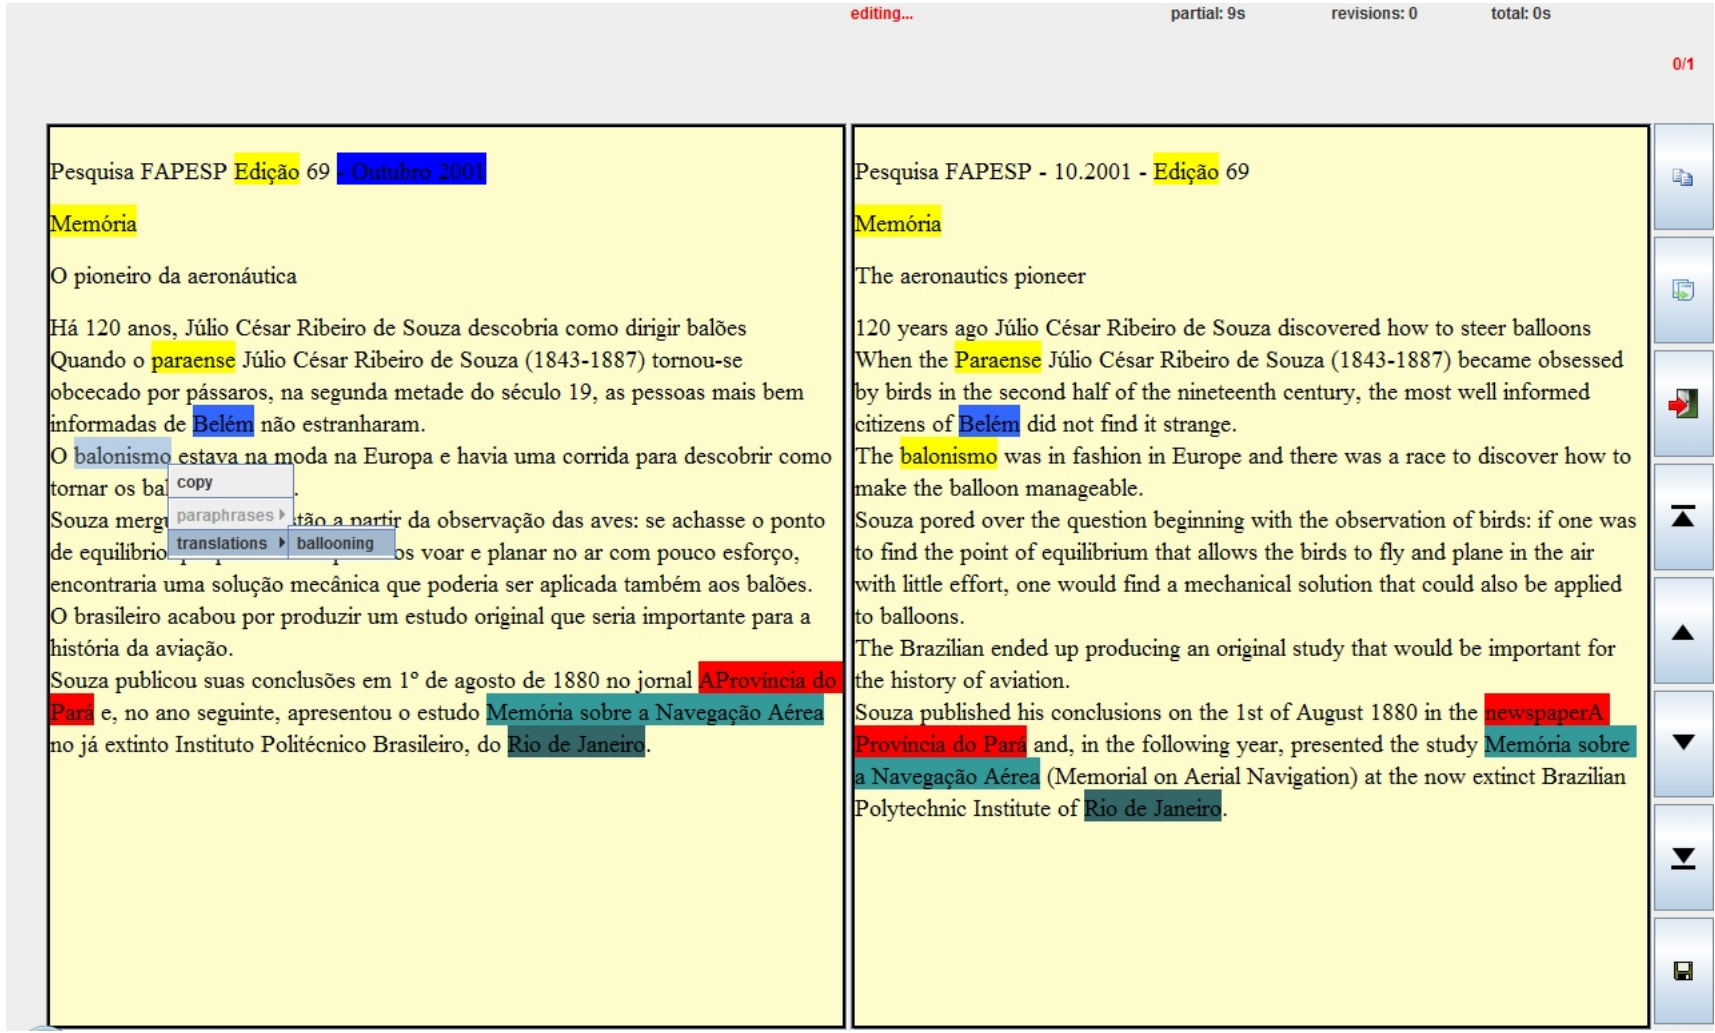 editing... partial: 9s revisions: 0 total: 0s
0/1
Pesquisa FAPESP Edição 69 - Outubro 2001
Memória
O pioneiro da aeronáutica
Há 120 anos, Júlio César Ribeiro de Souza descobria como dirigir balões
Quando o paraense Júlio César Ribeiro de Souza (1843-1887) tornou-se
obcecado por pássaros, na segunda metade do século 19, as pessoas mais bem
informadas de Belém não estranharam.
O balonismo estava na moda na Europa e havia uma corrida para descobrir como
tornar os
copy
Souza
paraphrases
a partir da observação das aves: se achasse o ponto
de equilíbrio
translations
ballooning
voar e planar no ar com pouco esforço,
encontraria uma solução mecânica que poderia ser aplicada também aos balões.
O brasileiro acabou por produzir um estudo original que seria importante para a
história da aviação.
Souza publicou suas conclusões em 1º de agosto de 1880 no jornal AProvíncia do
Pará e, no ano seguinte, apresentou o estudo Memória sobre a Navegação Aérea
no já extinto Instituto Politécnico Brasileiro, do Rio de Janeiro.
Pesquisa FAPESP - 10.2001 - Edição 69
Memória
The aeronautics pioneer
120 years ago Júlio César Ribeiro de Souza discovered how to steer balloons
When the Paraense Júlio César Ribeiro de Souza (1843-1887) became obsessed
by birds in the second half of the nineteenth century, the most well informed
citizens of Belém did not find it strange.
The balonismo was in fashion in Europe and there was a race to discover how to
make the balloon manageable.
Souza pored over the question beginning with the observation of birds: if one was
to find the point of equilibrium that allows the birds to fly and plane in the air
with little effort, one would find a mechanical solution that could also be applied
to balloons.
The Brazilian ended up producing an original study that would be important for
the history of aviation.
Souza published his conclusions on the 1st of August 1880 in the newspaperA
Província do Pará and, in the following year, presented the study Memória sobre
a Navegação Aérea (Memorial on Aerial Navigation) at the now extinct Brazilian
Polytechnic Institute of Rio de Janeiro.